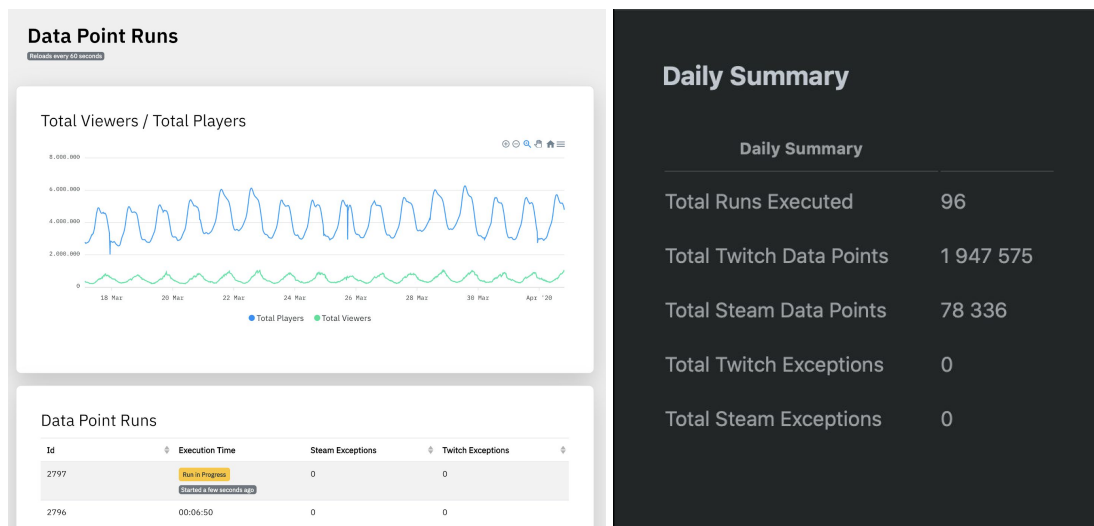 Data Point Runs
Reloads every 60 seconds
Total Viewers / Total Players
8.000.000
6.000.000
4.000.000
2.000.000
0
18 Mar 20 Mar 22 Mar 24 Mar 26 Mar 28 Mar 30 Mar Apr '20
Total Players Total Viewers
Data Point Runs
Id Execution Time Steam Exceptions Twitch Exceptions
2797 Run in Progress 0 0
Started a few seconds ago
2796 00:06:50 0 0
Daily Summary
Daily Summary
Total Runs Executed 96
Total Twitch Data Points 1 947 575
Total Steam Data Points 78 336
Total Twitch Exceptions 0
Total Steam Exceptions 0